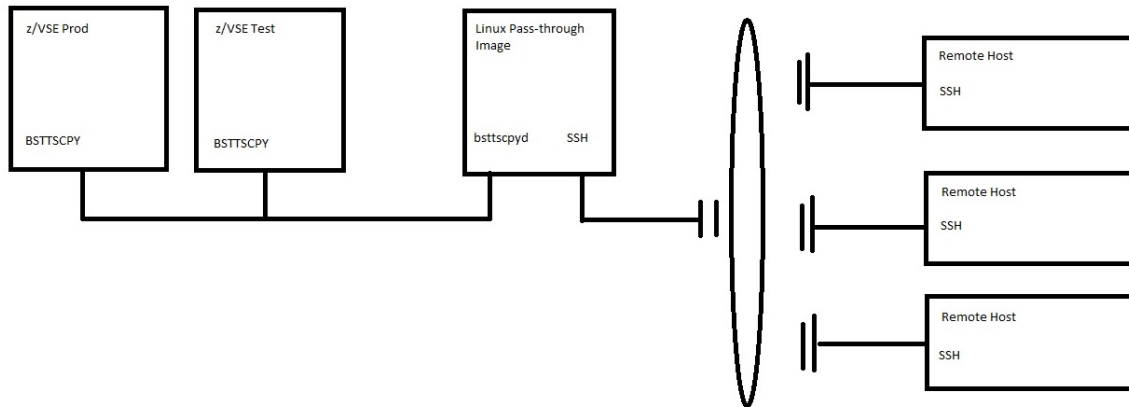 z/VSE Prod
BSTTSCPY
z/VSE Test
BSTTSCPY
Linux Pass-through
Image
bsttscpyd SSH
Remote Host
SSH
Remote Host
SSH
Remote Host
SSH